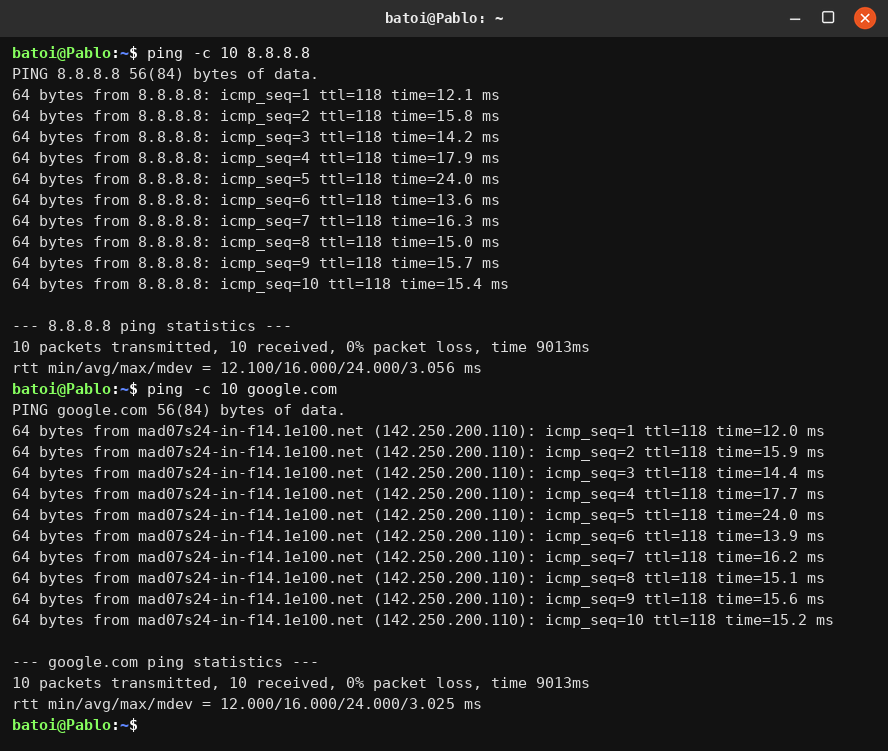 batoi@Pablo: ~
batoi@Pablo:~$ ping -c 10 8.8.8.8
PING 8.8.8.8 56(84) bytes of data.
64 bytes from 8.8.8.8: icmp_seq=1 ttl=118 time=12.1 ms
64 bytes from 8.8.8.8: icmp_seq=2 ttl=118 time=15.8 ms
64 bytes from 8.8.8.8: icmp_seq=3 ttl=118 time=14.2 ms
64 bytes from 8.8.8.8: icmp_seq=4 ttl=118 time=17.9 ms
64 bytes from 8.8.8.8: icmp_seq=5 ttl=118 time=24.0 ms
64 bytes from 8.8.8.8: icmp_seq=6 ttl=118 time=13.6 ms
64 bytes from 8.8.8.8: icmp_seq=7 ttl=118 time=16.3 ms
64 bytes from 8.8.8.8: icmp_seq=8 ttl=118 time=15.0 ms
64 bytes from 8.8.8.8: icmp_seq=9 ttl=118 time=15.7 ms
64 bytes from 8.8.8.8: icmp_seq=10 ttl=118 time=15.4 ms

--- 8.8.8.8 ping statistics ---
10 packets transmitted, 10 received, 0% packet loss, time 9013ms
rtt min/avg/max/mdev = 12.100/16.000/24.000/3.056 ms
batoi@Pablo:~$ ping -c 10 google.com
PING google.com 56(84) bytes of data.
64 bytes from mad07s24-in-f14.1e100.net (142.250.200.110): icmp_seq=1 ttl=118 time=12.0 ms
64 bytes from mad07s24-in-f14.1e100.net (142.250.200.110): icmp_seq=2 ttl=118 time=15.9 ms
64 bytes from mad07s24-in-f14.1e100.net (142.250.200.110): icmp_seq=3 ttl=118 time=14.4 ms
64 bytes from mad07s24-in-f14.1e100.net (142.250.200.110): icmp_seq=4 ttl=118 time=17.7 ms
64 bytes from mad07s24-in-f14.1e100.net (142.250.200.110): icmp_seq=5 ttl=118 time=24.0 ms
64 bytes from mad07s24-in-f14.1e100.net (142.250.200.110): icmp_seq=6 ttl=118 time=13.9 ms
64 bytes from mad07s24-in-f14.1e100.net (142.250.200.110): icmp_seq=7 ttl=118 time=16.2 ms
64 bytes from mad07s24-in-f14.1e100.net (142.250.200.110): icmp_seq=8 ttl=118 time=15.1 ms
64 bytes from mad07s24-in-f14.1e100.net (142.250.200.110): icmp_seq=9 ttl=118 time=15.6 ms
64 bytes from mad07s24-in-f14.1e100.net (142.250.200.110): icmp_seq=10 ttl=118 time=15.2 ms

--- google.com ping statistics ---
10 packets transmitted, 10 received, 0% packet loss, time 9013ms
rtt min/avg/max/mdev = 12.000/16.000/24.000/3.025 ms
batoi@Pablo:~$